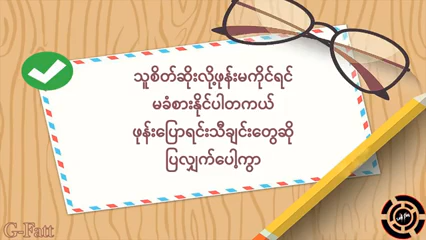 သူစိတ်ဆိုးလို့ဖုန်းမကိုင်ရင်
မခံစားနိုင်ပါတကယ်
ဖုန်းပြောရင်းသီချင်းတွေဆို
ပြလျှက်ပေါ့ကွာ
G-Fatt